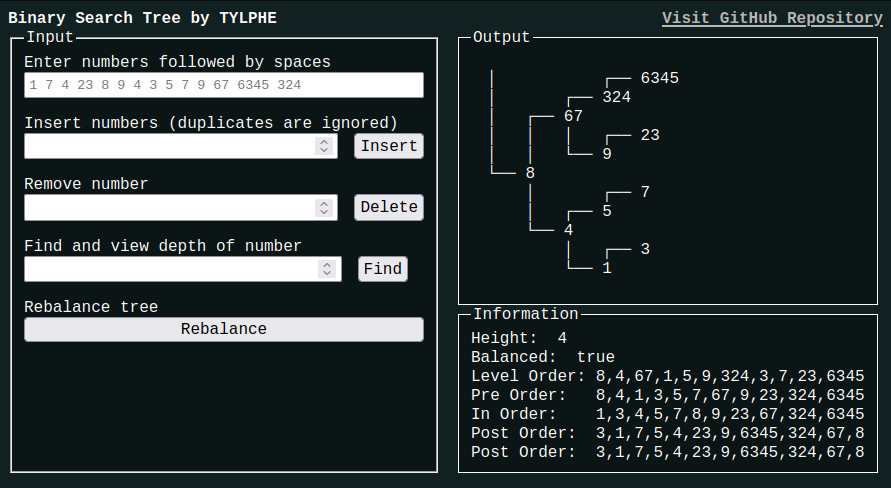 Binary Search Tree by TYLPHE
Visit GitHub Repository
Input
Enter numbers followed by spaces
1 7 4 23 8 9 4 3 5 7 9 67 6345 324
Insert numbers (duplicates are ignored)
Insert
Remove number
Delete
Find and view depth of number
Find
Rebalance tree
Rebalance
Output
6345
324
67
23
9
8
7
5
4
3
1
Information
Height: 4
Balanced: true
Level Order: 8,4,67,1,5,9,324,3,7,23,6345
Pre Order: 8,4,1,3,5,7,67,9,23,324,6345
In Order: 1,3,4,5,7,8,9,23,67,324,6345
Post Order: 3,1,7,5,4,23,9,6345,324,67,8
Post Order: 3,1,7,5,4,23,9,6345,324,67,8